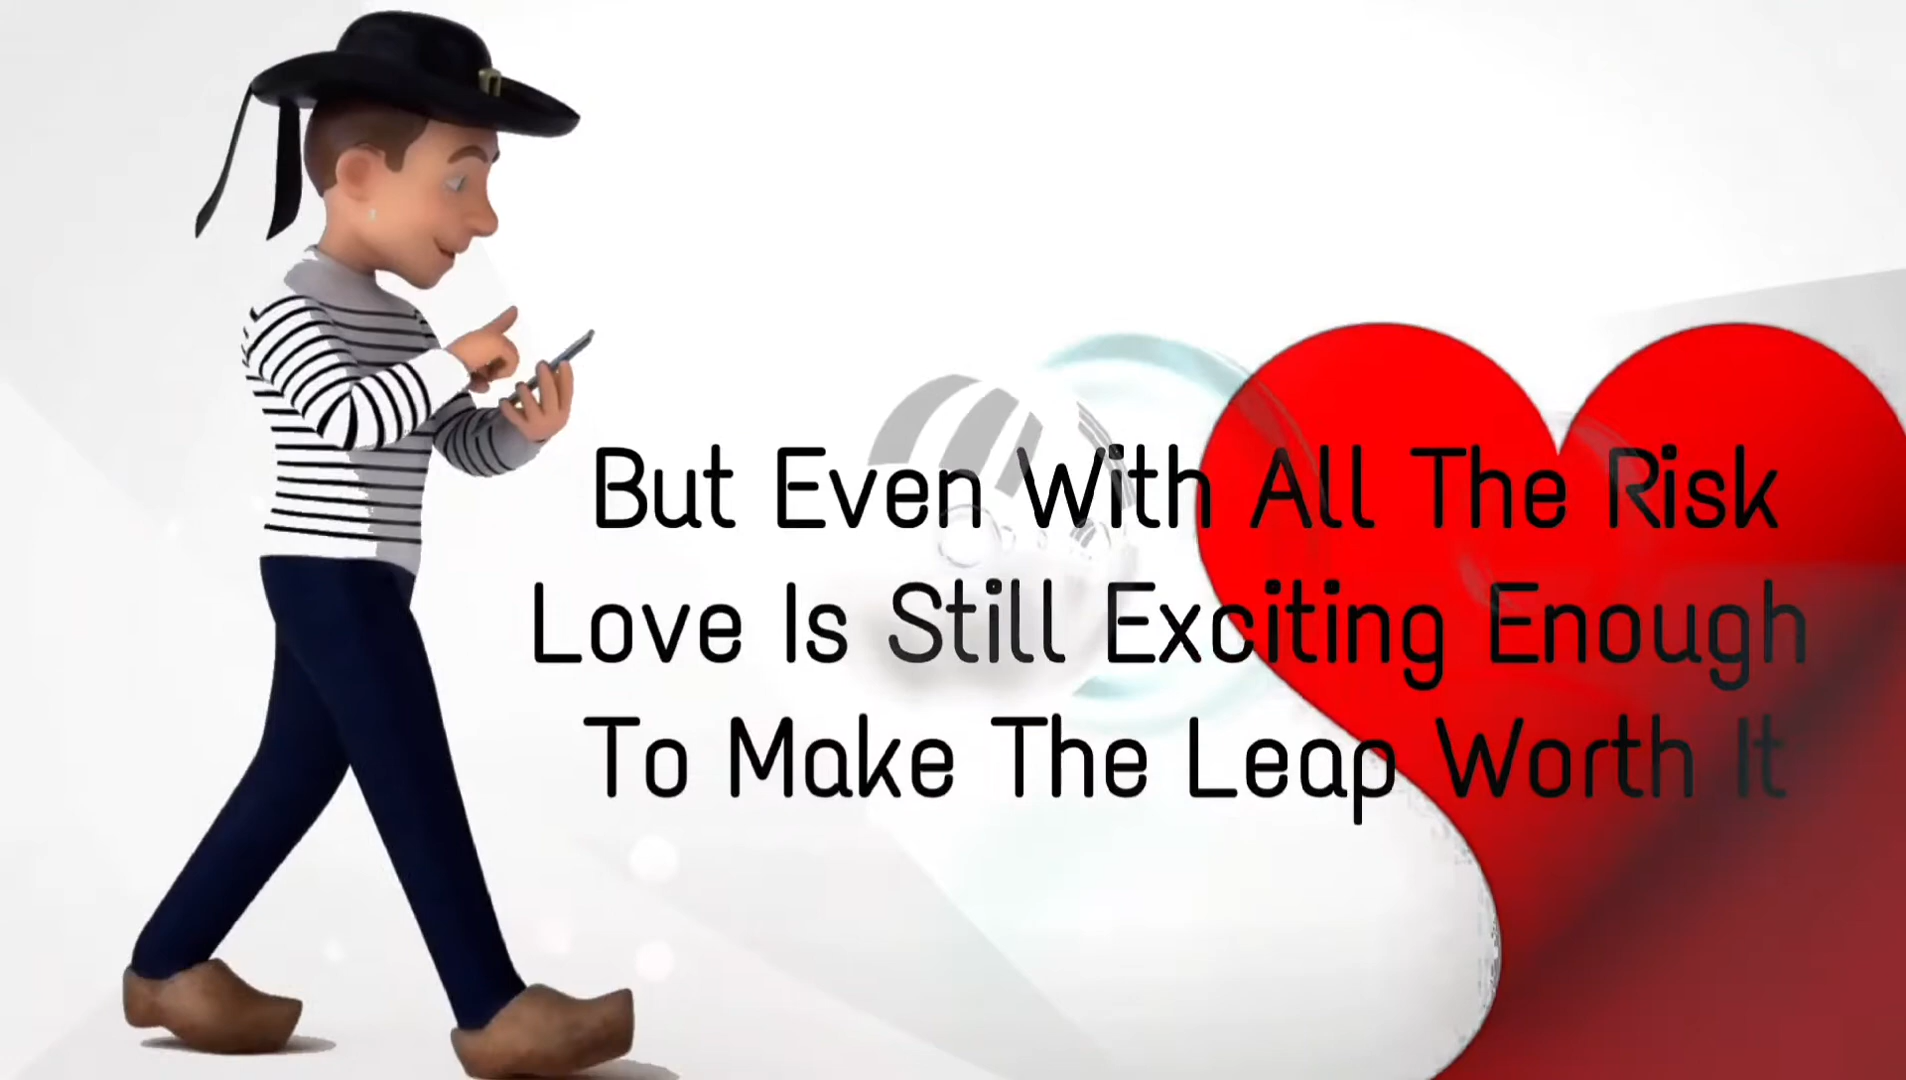 But Even With All The Risk
Love Is Still Exciting Enough
To Make The Leap Worth It